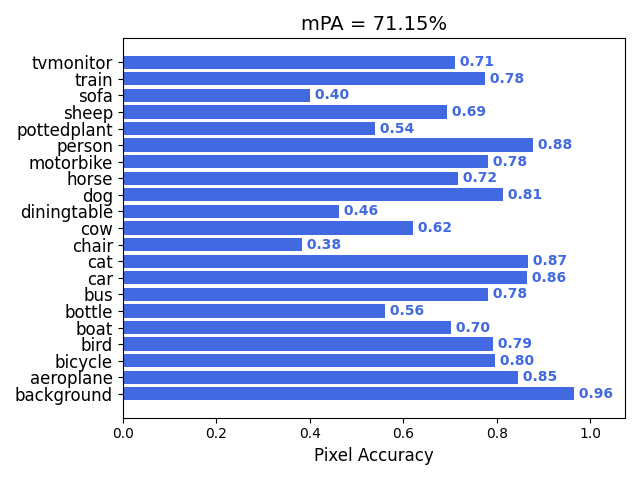 mPA = 71.15%
tvmonitor 0.71
train 0.78
sofa 0.40
sheep 0.69
pottedplant 0.54
person 0.88
motorbike 0.78
horse 0.72
dog 0.81
diningtable 0.46
cow 0.62
chair 0.38
cat 0.87
car 0.86
bus 0.78
bottle 0.56
boat 0.70
bird 0.79
bicycle 0.80
aeroplane 0.85
background 0.96
0.0 0.2 0.4 0.6 0.8 1.0
Pixel Accuracy